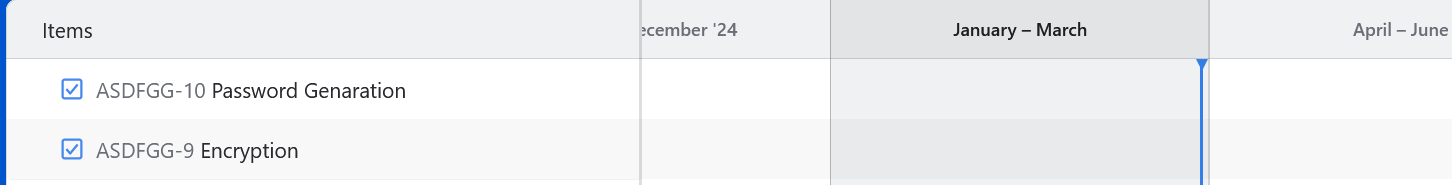 Items
ecember '24
January – March
April – June
ASDFGG-10 Password Genaration
ASDFGG-9 Encryption